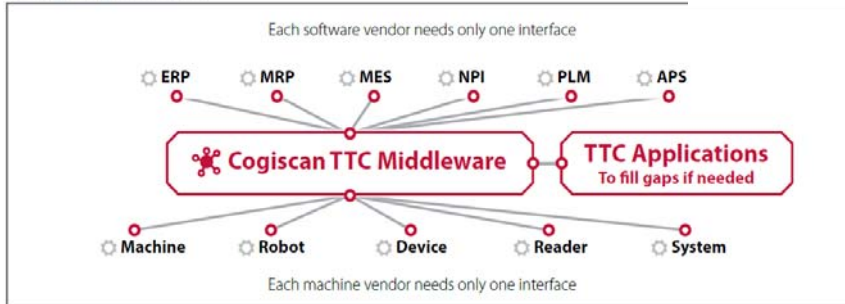 Each software vendor needs only one interface
ERP MRP MES NPI PLM APS
Cogiscan TTC Middleware
TTC Applications
To fill gaps if needed
Machine Robot Device Reader System
Each machine vendor needs only one interface